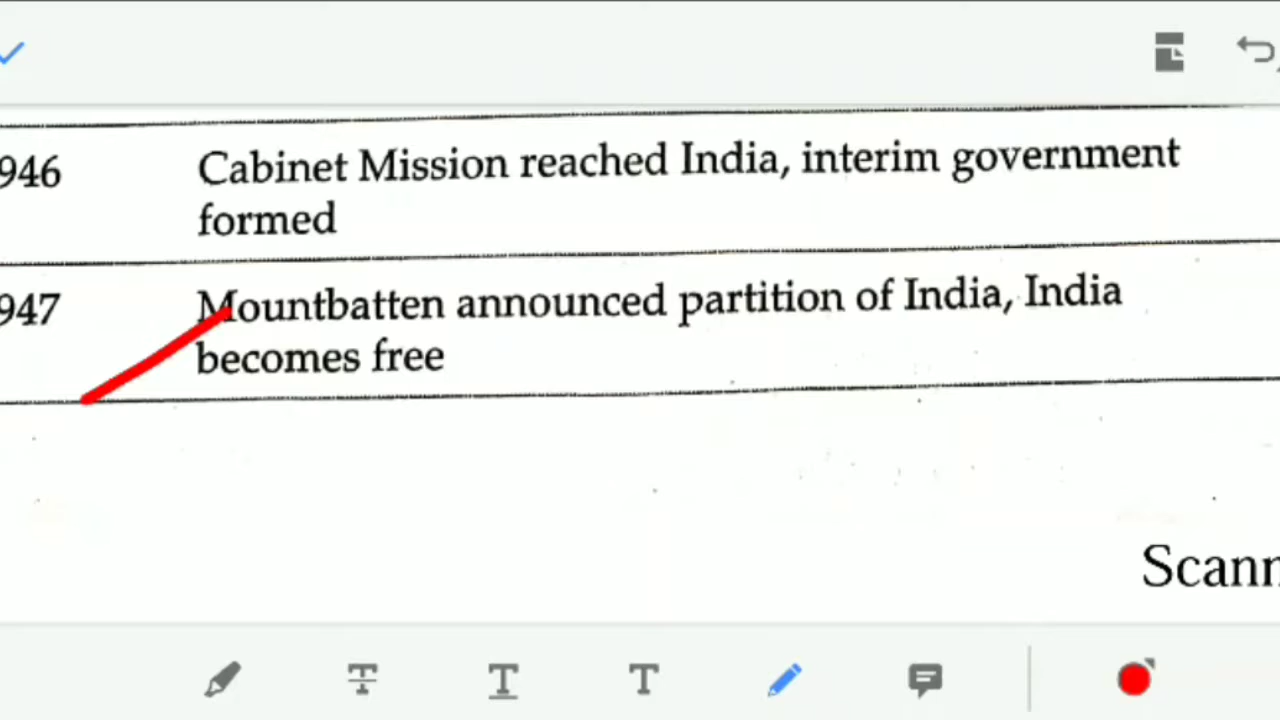 946 Cabinet Mission reached India, interim government
formed
947 Mountbatten announced partition of India, India
becomes free
Scann